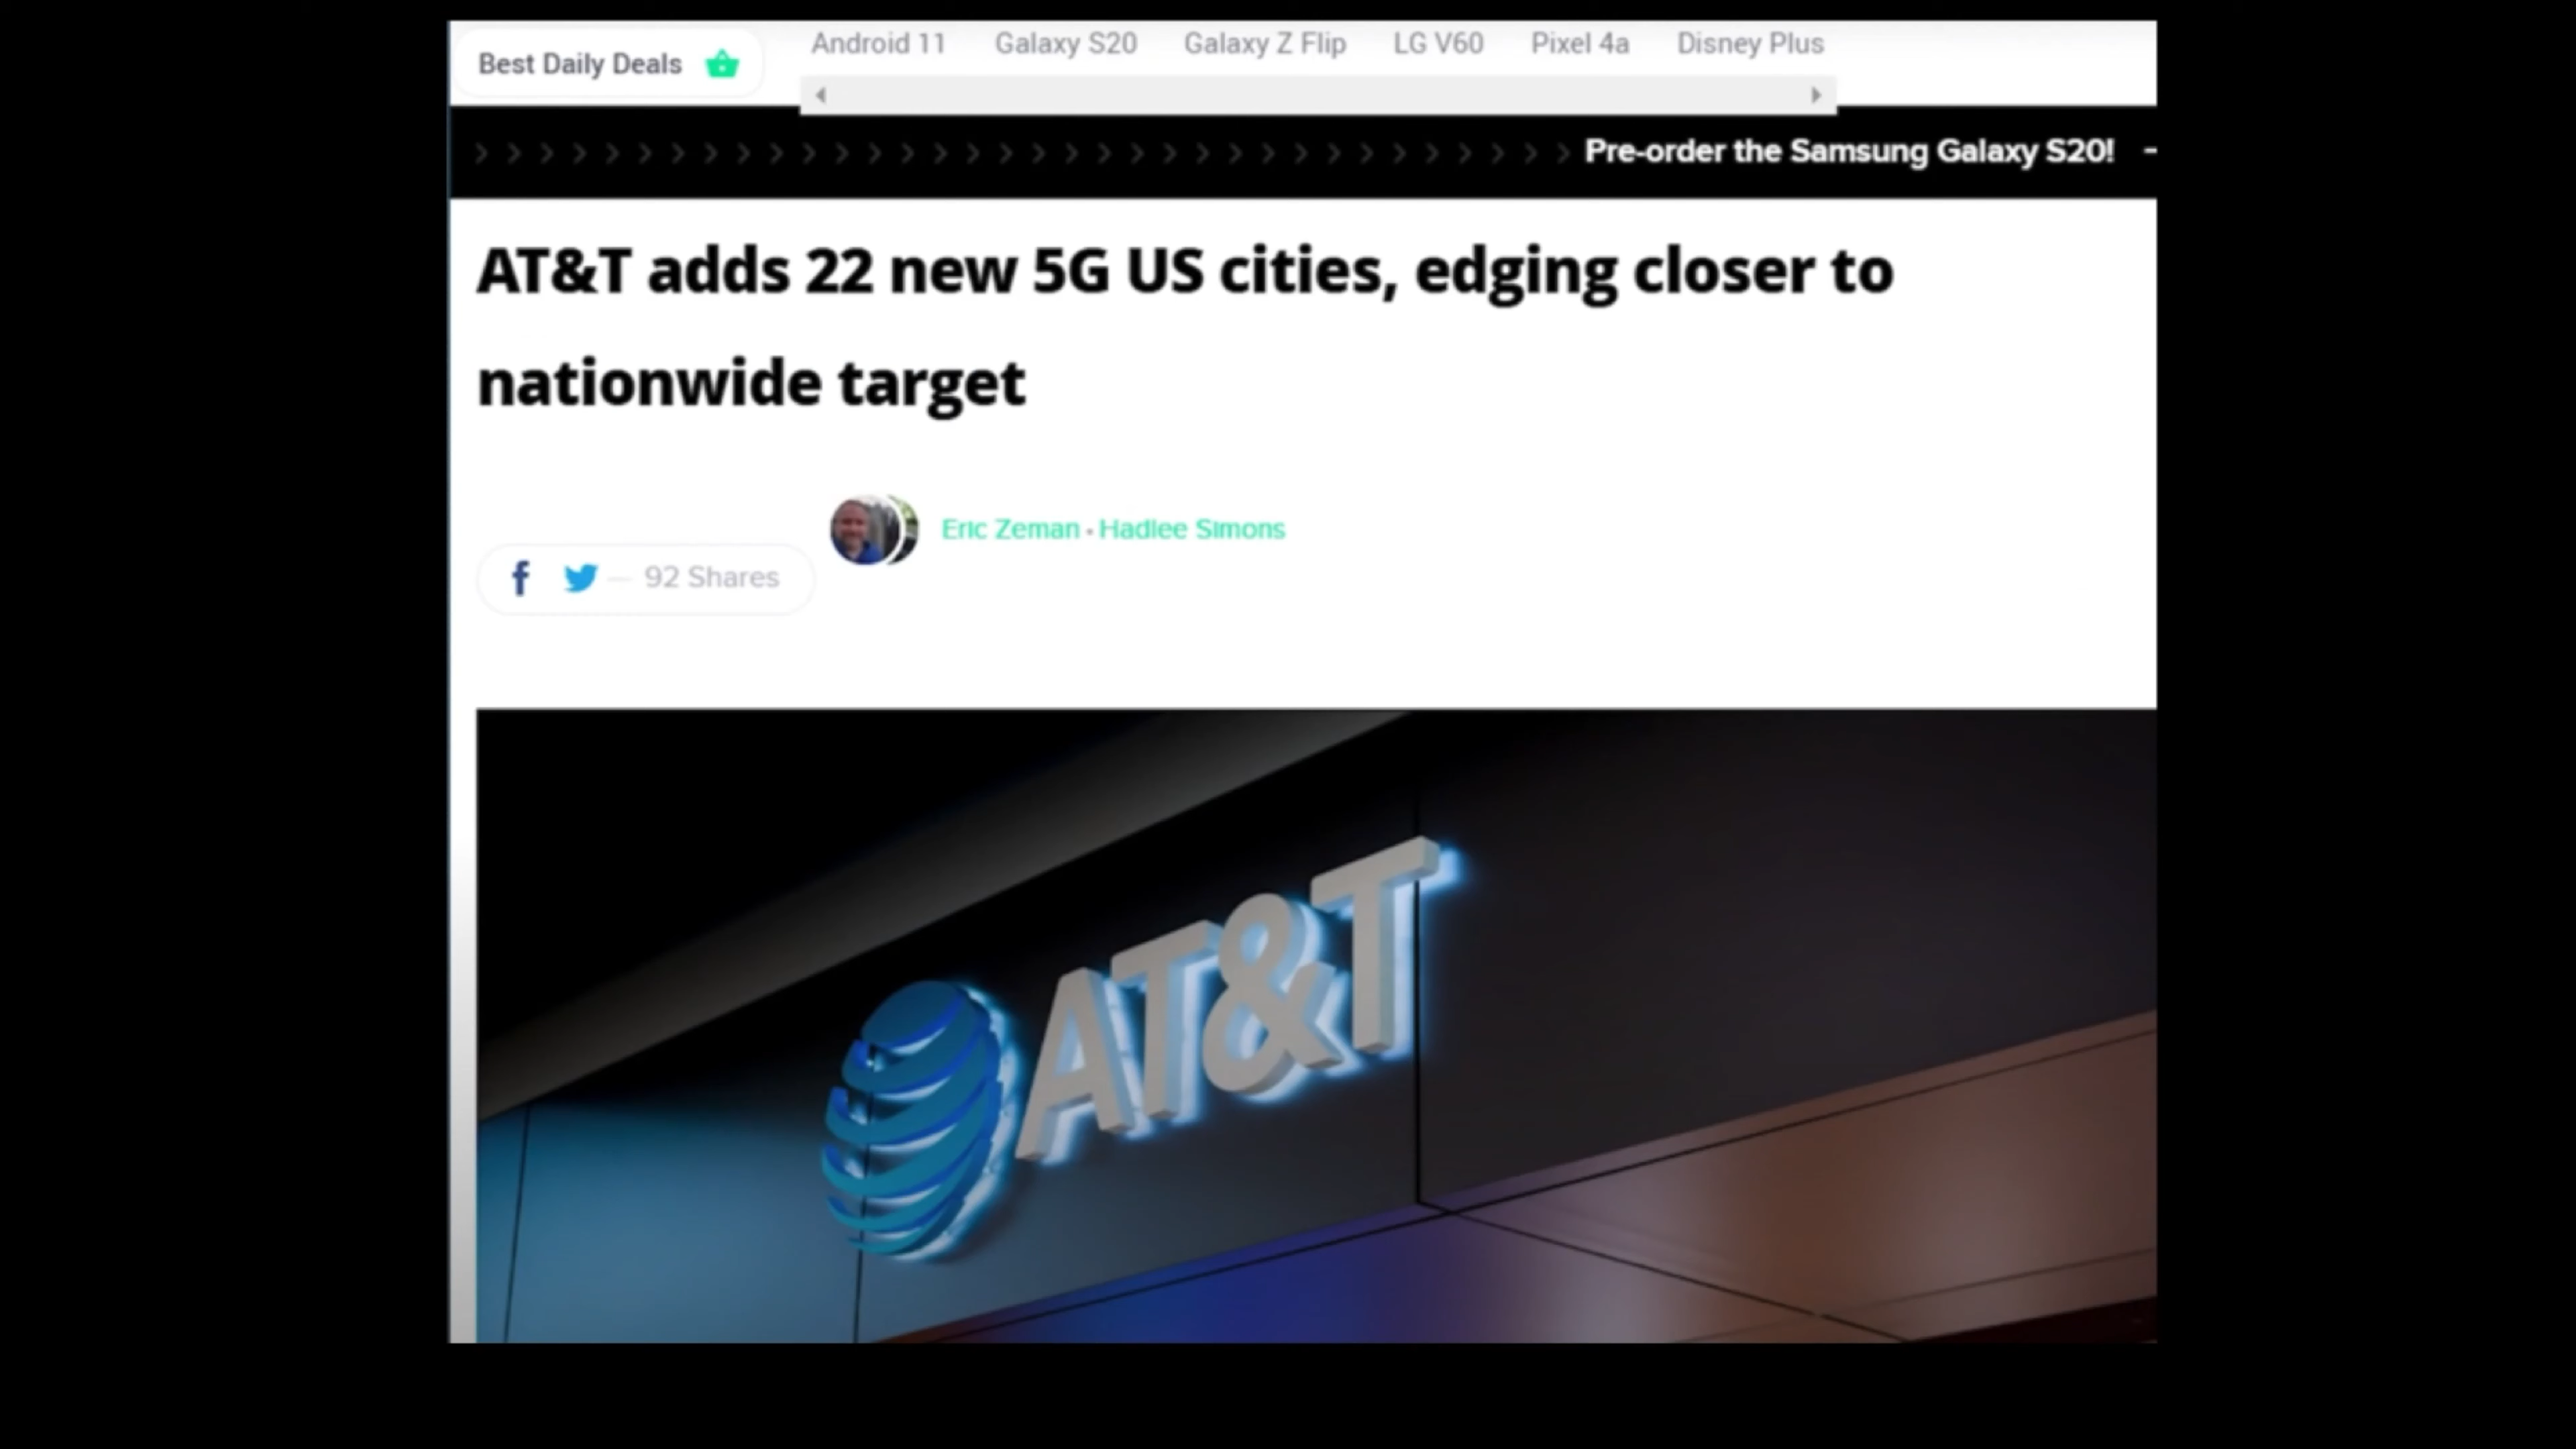 Best Daily Deals
Android 11 Galaxy S20 Galaxy Z Flip LG V60 Pixel 4a Disney Plus
Pre-order the Samsung Galaxy S20! -
AT&T adds 22 new 5G US cities, edging closer to
nationwide target
Eric Zeman • Hadlee Simons
92 Shares
AT&T